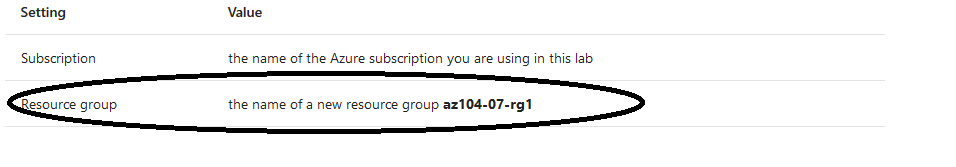 Setting Value
Subscription the name of the Azure subscription you are using in this lab
Resource group the name of a new resource group az104-07-rg1